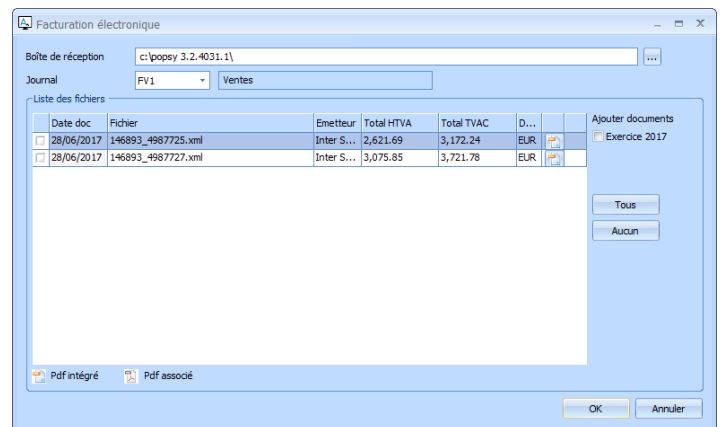 Facturation électronique
Boîte de réception c:\popsy 3.2.4031.1\ ...
Journal FV1 Ventes
Liste des fichiers
Date doc Fichier Emetteur Total HTVA Total TVAC D... Ajouter documents
28/06/2017 146893_4987725.xml Inter S... 2,621.69 3,172.24 EUR Exercice 2017
28/06/2017 146893_4987727.xml Inter S... 3,075.85 3,721.78 EUR
Tous
Aucun
Pdf intégré Pdf associé
OK Annuler